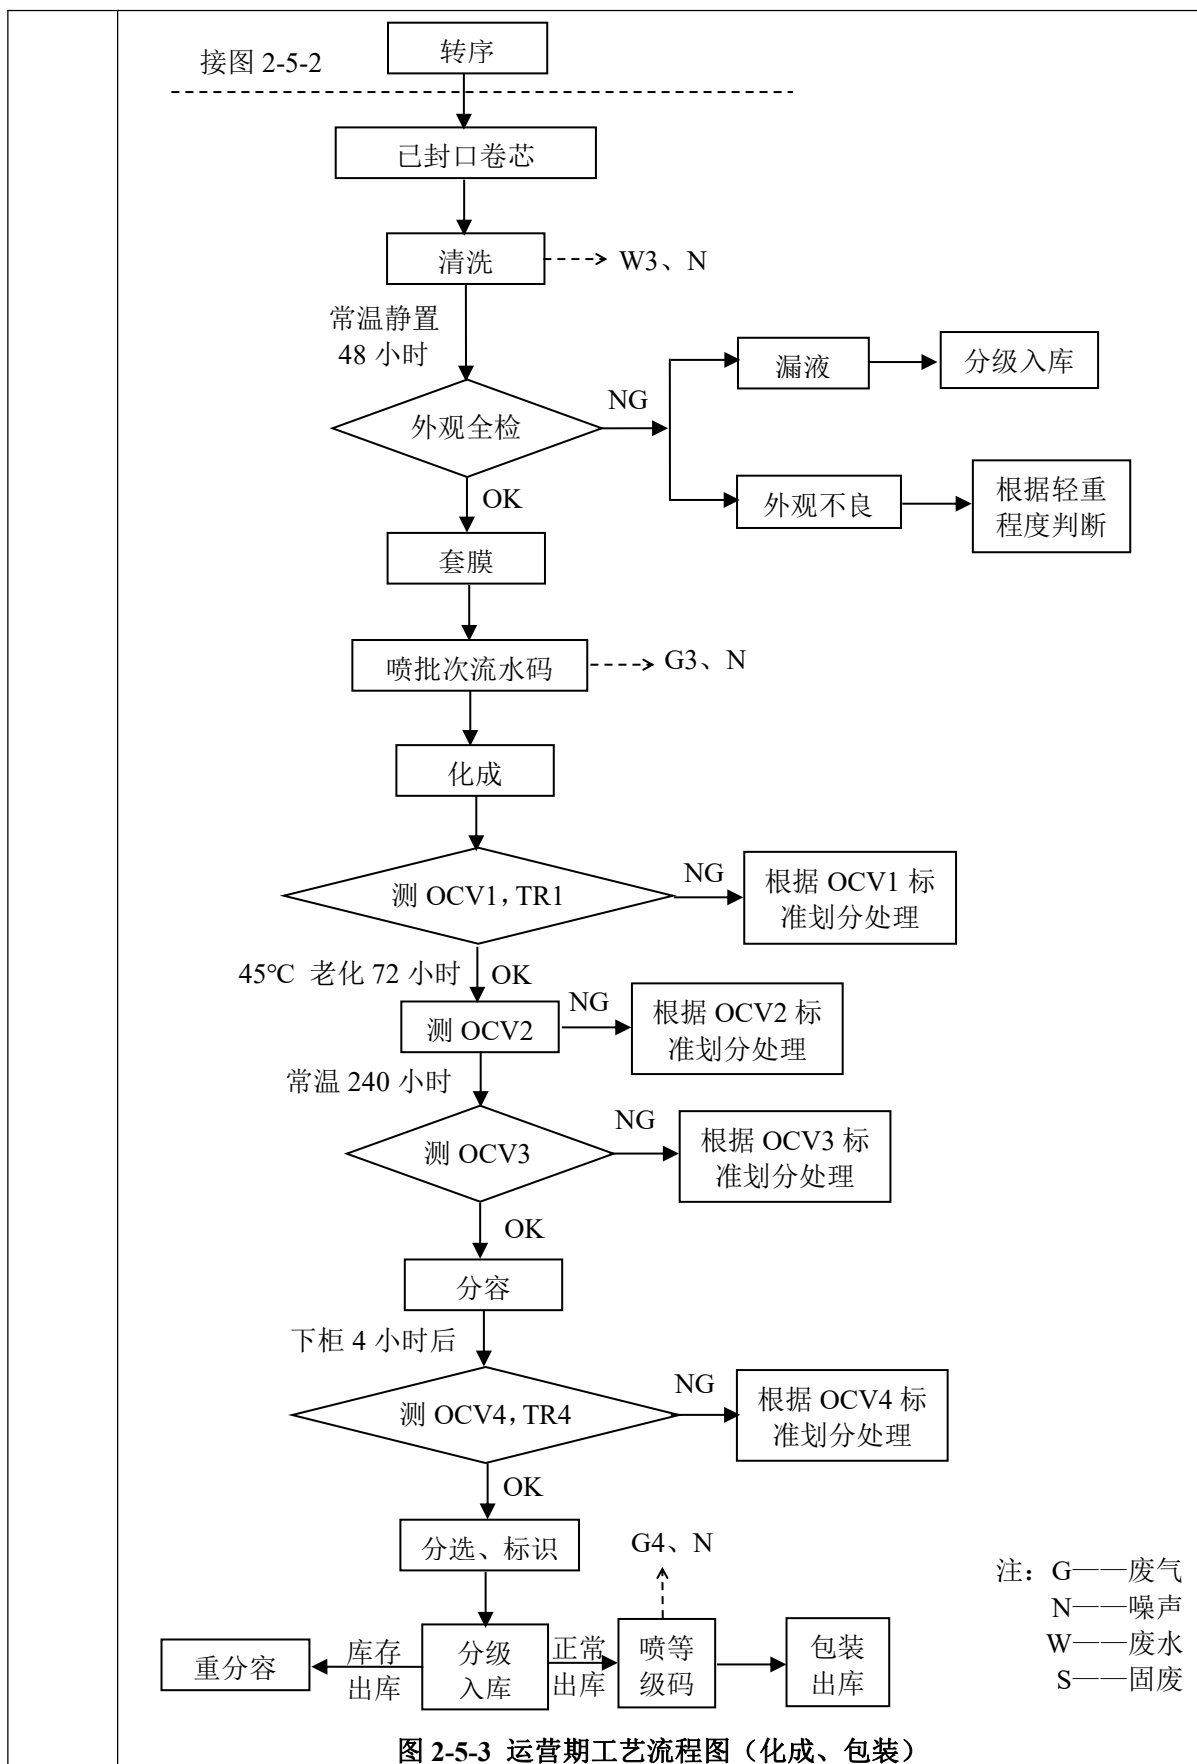 转序
接图 2-5-2
已封口卷芯
清洗
W3、N
常温静置
48 小时
漏液
分级入库
NG
外观全检
外观不良
根据轻重
程度判断
OK
套膜
喷批次流水码
G3、N
化成
测 OCV1，TR1
NG
根据 OCV1 标
准划分处理
45℃ 老化 72 小时
OK
测 OCV2
NG
根据 OCV2 标
准划分处理
常温 240 小时
测 OCV3
NG
根据 OCV3 标
准划分处理
OK
分容
下柜 4 小时后
测 OCV4，TR4
NG
根据 OCV4 标
准划分处理
OK
分选、标识
G4、N
重分容
库存
出库
分级
入库
正常
出库
喷等
级码
包装
出库
注：G——废气
N——噪声
W——废水
S——固废
图 2-5-3 运营期工艺流程图（化成、包装）